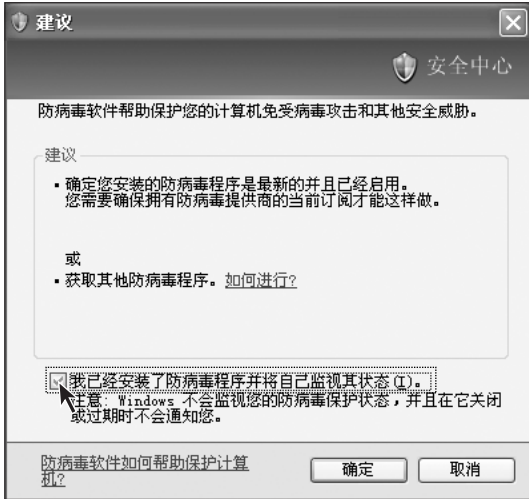 建议
安全中心
防病毒软件帮助保护您的计算机免受病毒攻击和其他安全威胁。
建议
▪ 确定您安装的防病毒程序是最新的并且已经启用。
您需要确保拥有防病毒提供商的当前订阅才能这样做。
或
▪ 获取其他防病毒程序。 如何进行?
我已经安装了防病毒程序并将自己监视其状态(I)。
注意: Windows 不会监视您的防病毒保护状态，并且在它关闭
或过期时不会通知您。
防病毒软件如何帮助保护计算
机?
确定 取消